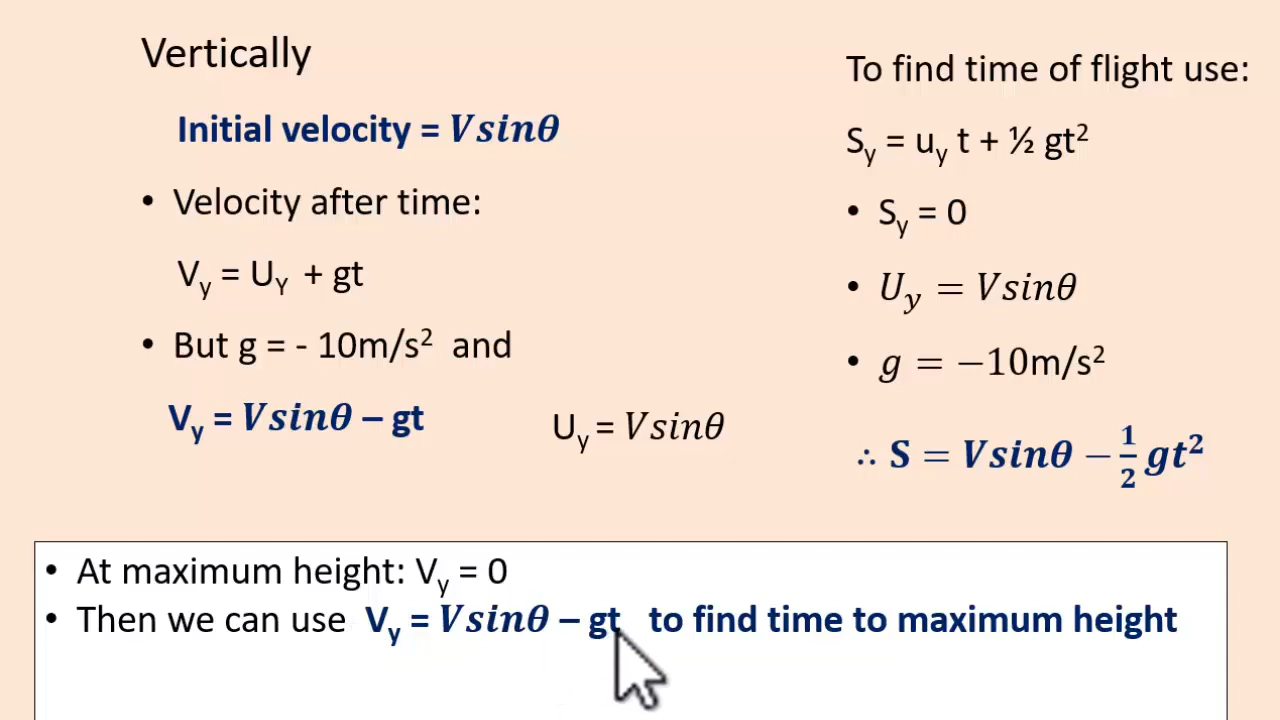 Vertically
Initial velocity = Vsinθ
• Velocity after time:
Vy = UY + gt
• But g = - 10m/s² and
Vy = Vsinθ – gt
Uy = Vsinθ
To find time of flight use:
Sy = uy t + ½ gt²
• Sy = 0
• Uy = Vsinθ
• g = −10m/s²
∴ S = Vsinθ − 1/2 gt²
• At maximum height: Vy = 0
• Then we can use Vy = Vsinθ – gt to find time to maximum height